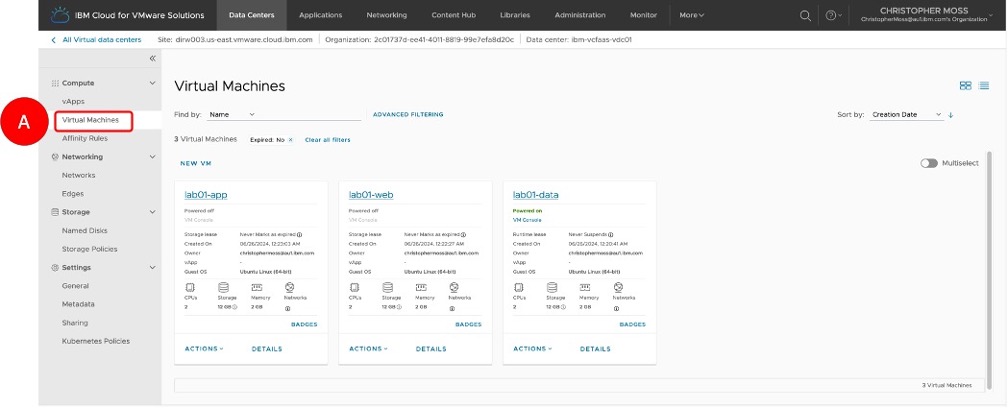 IBM Cloud for VMware Solutions
Data Centers
Applications
Networking
Content Hub
Libraries
Administration
Monitor
More
CHRISTOPHER MOSS
ChristopherMoss@au1.ibm.com's Organization
All Virtual data centers
Site: dirw003.us-east.vmware.cloud.ibm.com
Organization: 2c01737d-ee41-4011-8819-99e7efa8d20c
Data center: ibm-vcfaas-vdc01
A
Compute
vApps
Virtual Machines
Affinity Rules
Networking
Networks
Edges
Storage
Named Disks
Storage Policies
Settings
General
Metadata
Sharing
Kubernetes Policies
Virtual Machines
Find by: Name
ADVANCED FILTERING
Sort by: Creation Date
3 Virtual Machines
Expired: No ×
Clear all filters
NEW VM
Multiselect
lab01-app
Powered off
VM Console
Storage lease Never Marks as expired
Created On 06/26/2024, 12:23:03 AM
Owner christophermoss@au1.ibm.com
vApp -
Guest OS Ubuntu Linux (64-bit)
CPUs Storage Memory Networks
2 12 GB 2 GB
BADGES
ACTIONS DETAILS
lab01-web
Powered off
VM Console
Storage lease Never Marks as expired
Created On 06/26/2024, 12:22:27 AM
Owner christophermoss@au1.ibm.com
vApp -
Guest OS Ubuntu Linux (64-bit)
CPUs Storage Memory Networks
2 12 GB 2 GB
BADGES
ACTIONS DETAILS
lab01-data
Powered on
VM Console
Runtime lease Never Suspends
Created On 06/25/2024, 12:20:41 AM
Owner christophermoss@au1.ibm.com
vApp -
Guest OS Ubuntu Linux (64-bit)
CPUs Storage Memory Networks
2 12 GB 2 GB
BADGES
ACTIONS DETAILS
3 Virtual Machines